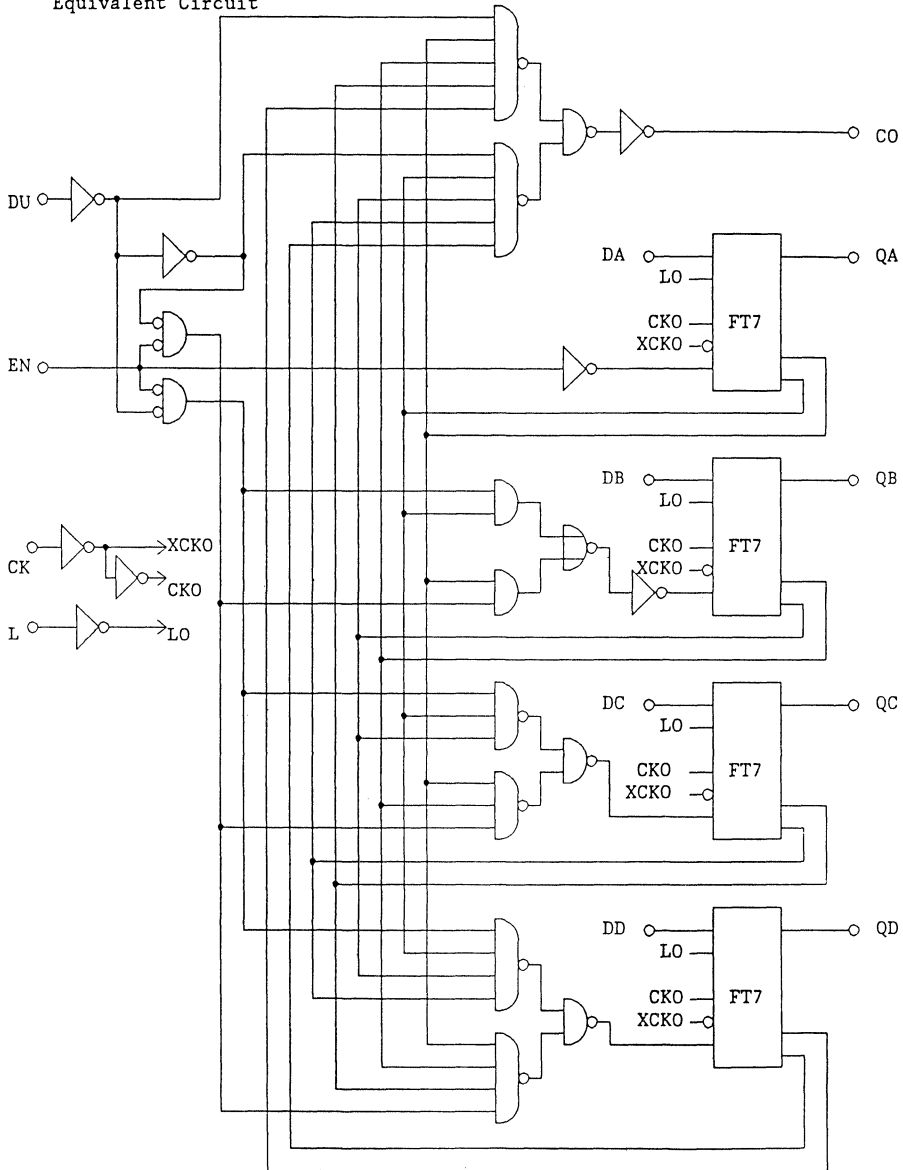 Equivalent Circuit
CO
DU
DA
QA
LO
CKO
FT7
XCKO
EN
DB
QB
LO
CKO
FT7
XCKO
XCKO
CK
CKO
L
LO
DC
QC
LO
CKO
FT7
XCKO
DD
QD
LO
CKO
FT7
XCKO